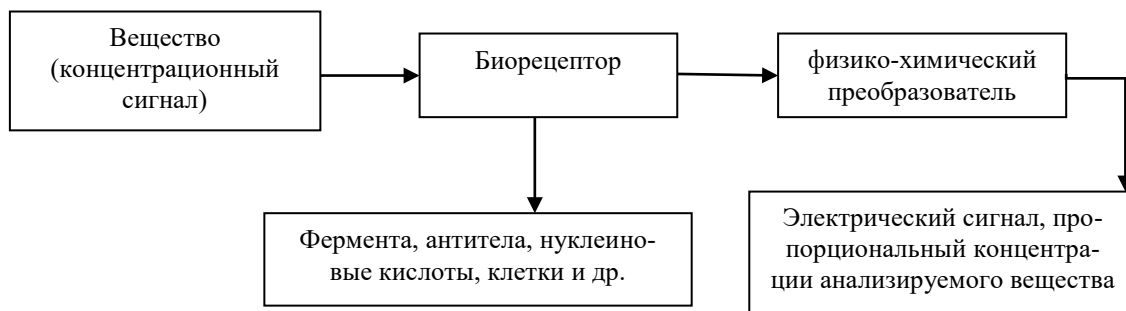 Вещество
(концентрационный
сигнал)
Биорецептор
физико-химический
преобразователь
Фермента, антитела, нуклеино-
вые кислоты, клетки и др.
Электрический сигнал, про-
порциональный концентра-
ции анализируемого вещества